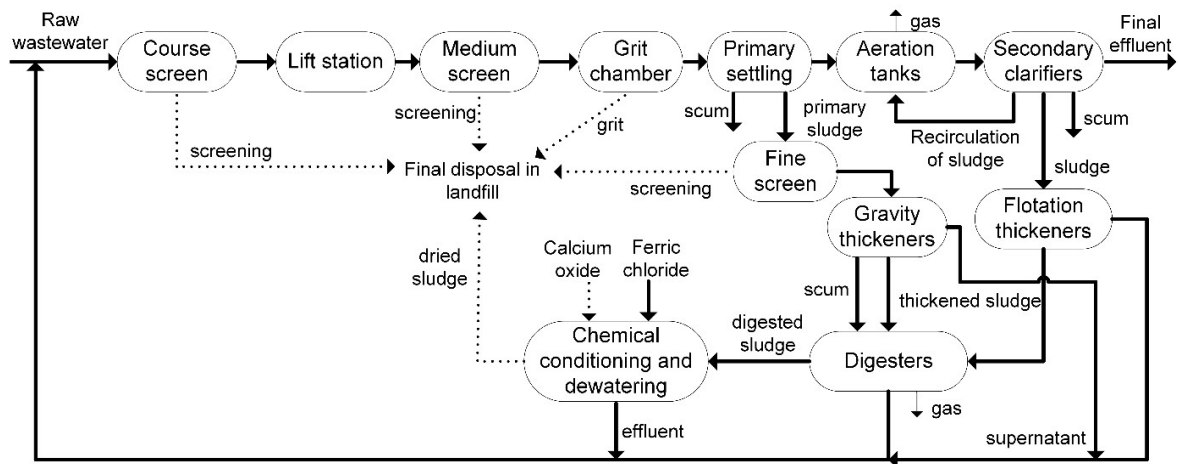 Raw
wastewater
Course
screen
Lift station
Medium
screen
Grit
chamber
Primary
settling
gas
Aeration
tanks
Secondary
clarifiers
Final
effluent
screening
screening
grit
scum
primary
sludge
Recirculation
of sludge
scum
sludge
Final disposal in
landfill
screening
Fine
screen
Gravity
thickeners
Flotation
thickeners
dried
sludge
Calcium
oxide
Ferric
chloride
scum
thickened sludge
Chemical
conditioning and
dewatering
digested
sludge
Digesters
gas
effluent
supernatant